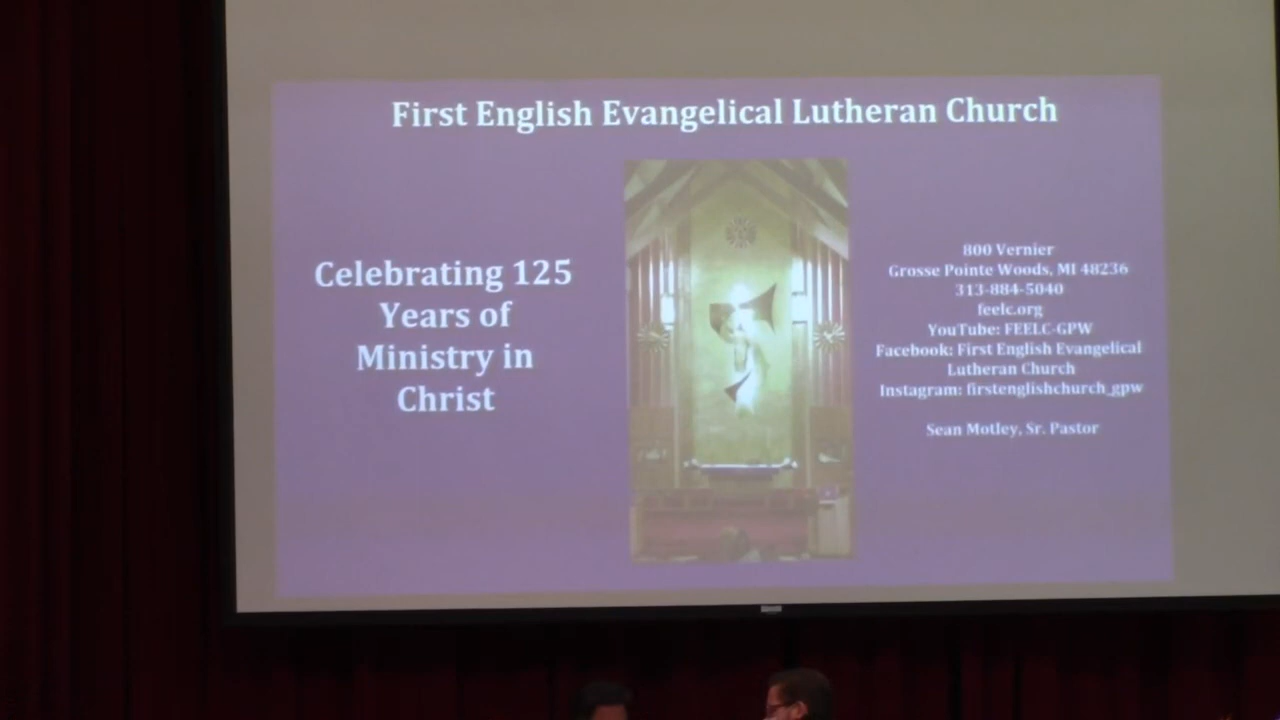 First English Evangelical Lutheran Church
Celebrating 125
Years of
Ministry in
Christ
800 Vernier
Grosse Pointe Woods, MI 48236
313-884-5040
feelc.org
YouTube: FEELC-GPW
Facebook: First English Evangelical
Lutheran Church
Instagram: firstenglishchurch_gpw
Sean Motley, Sr. Pastor